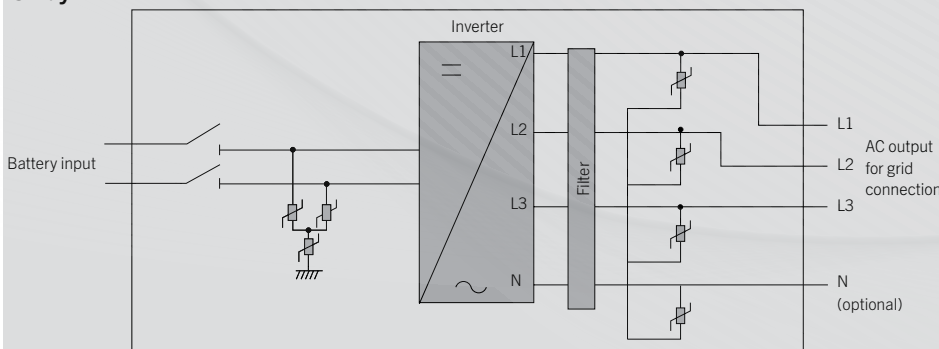 Inverter
L1
L2
L3
N
Filter
Battery input
L1
L2
L3
N
(optional)
AC output
for grid
connection